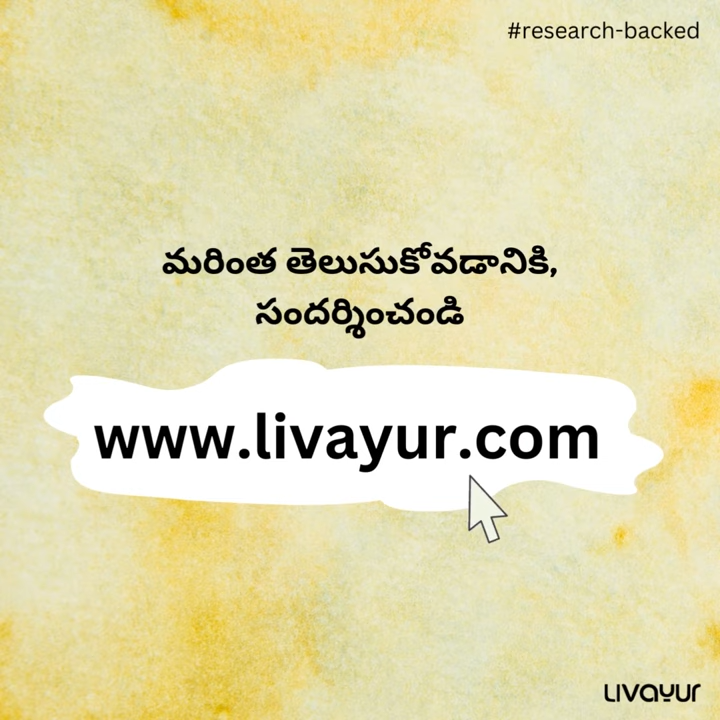 #research-backed
మరింత తెలుసుకోవడానికి,
సందర్శించండి
www.livayur.com
LIVAYUR